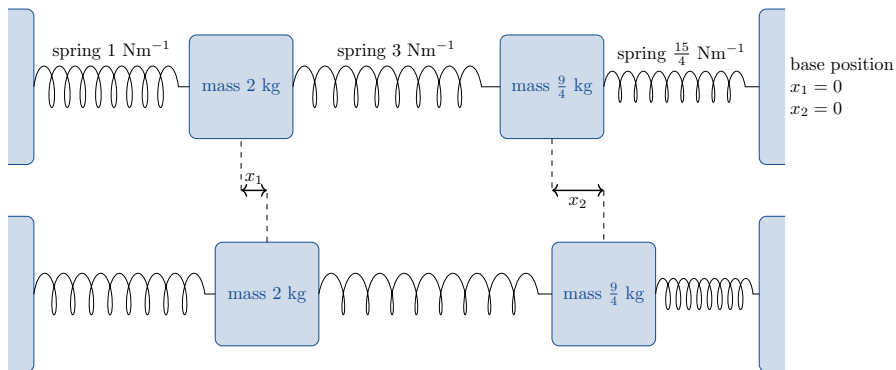 spring 1 Nm⁻¹
mass 2 kg
spring 3 Nm⁻¹
mass 9/4 kg
spring 15/4 Nm⁻¹
base position
x₁ = 0
x₂ = 0
x₁
x₂
mass 2 kg
mass 9/4 kg